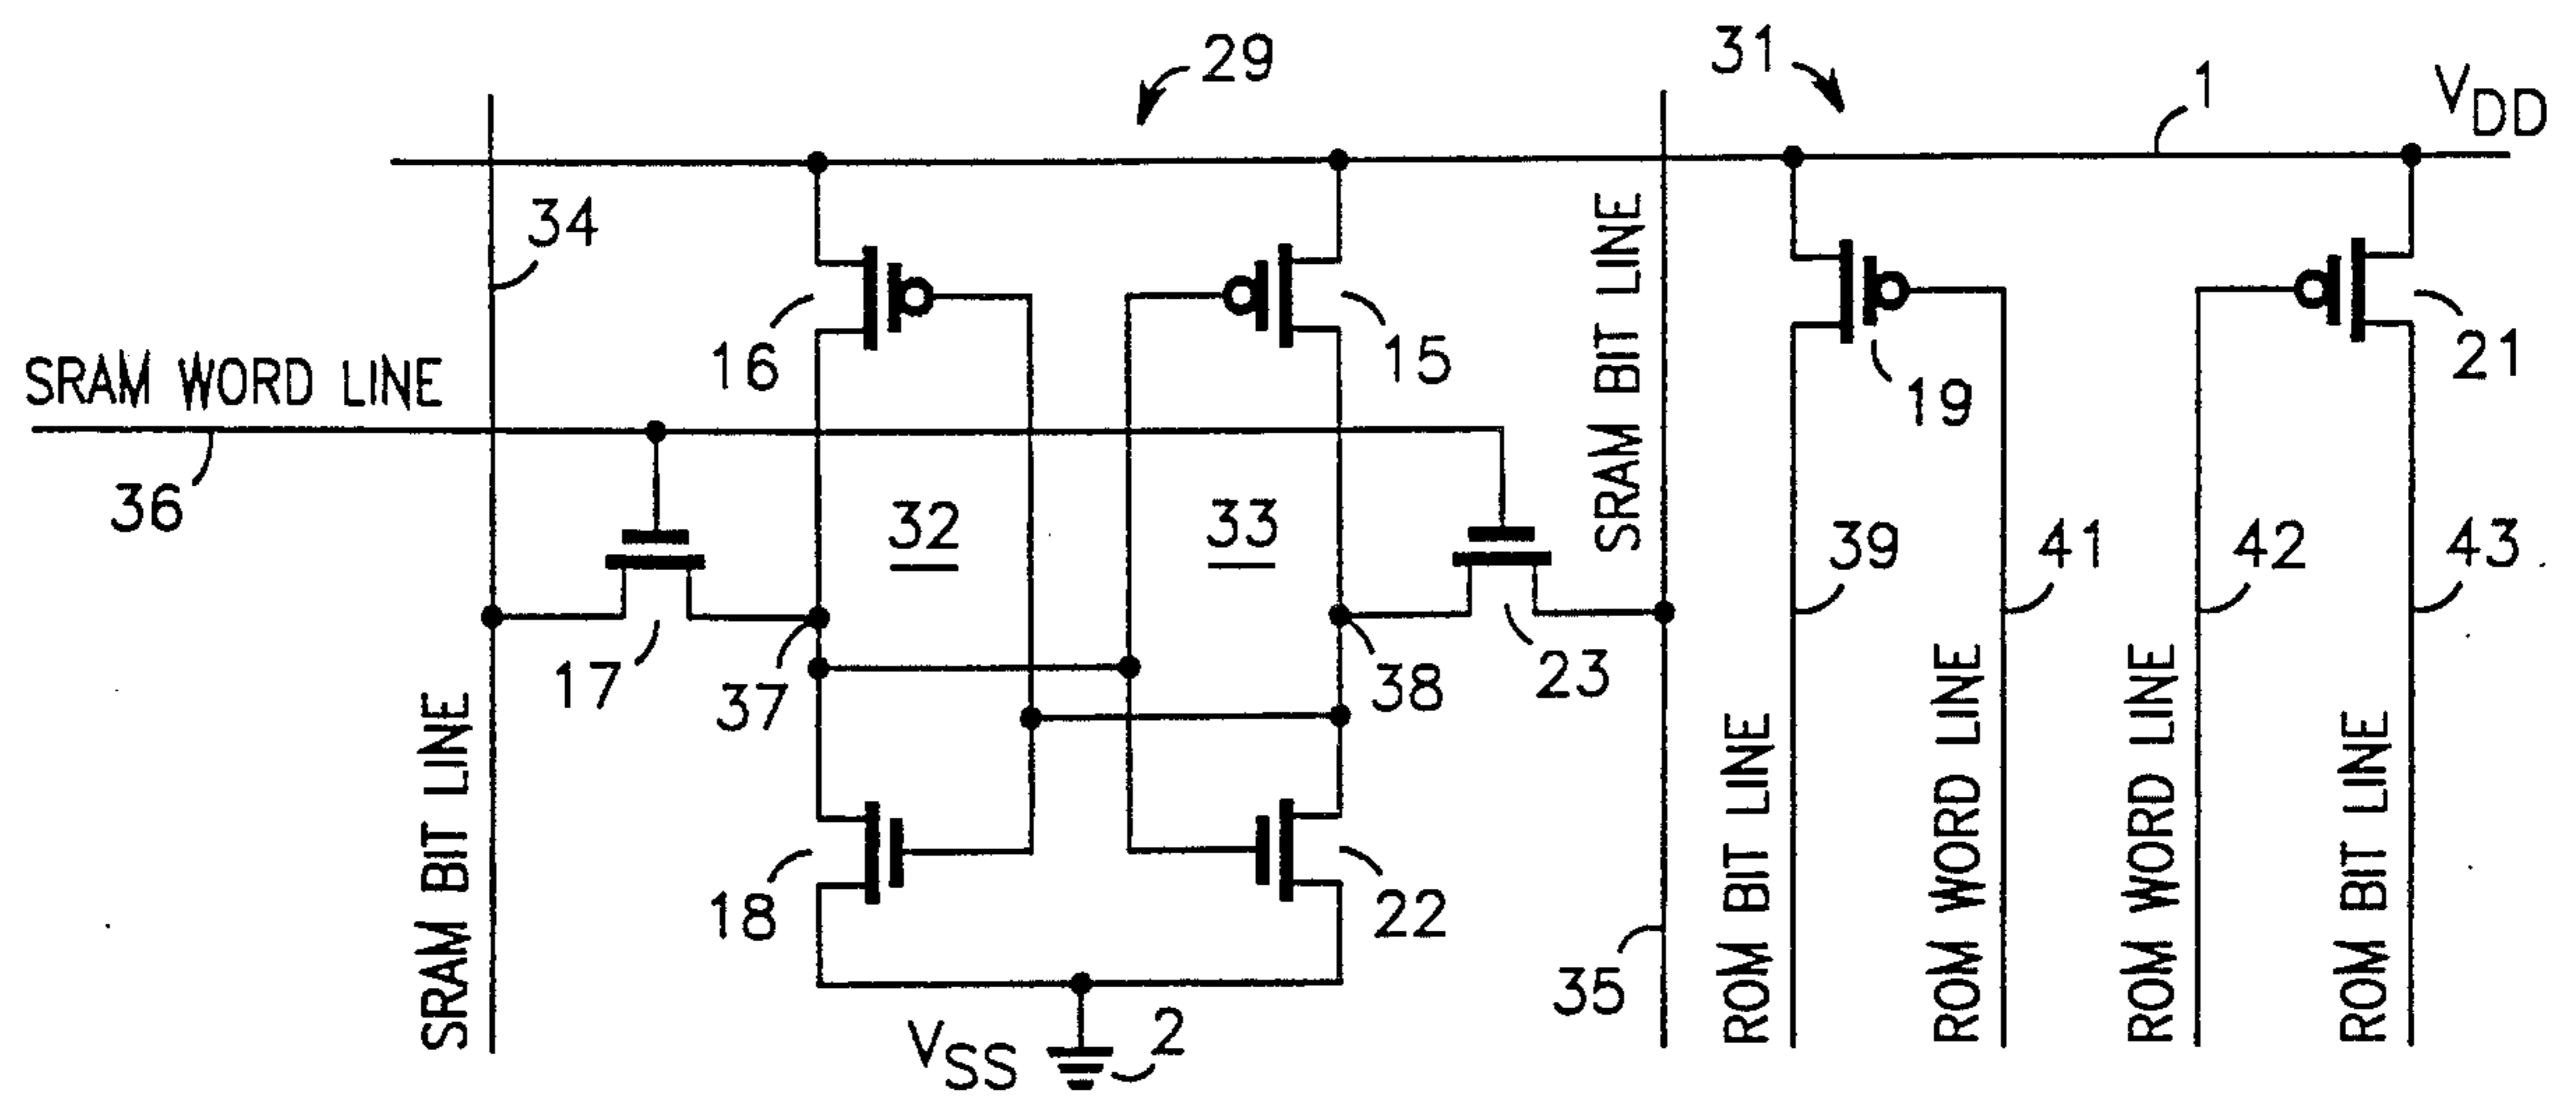 29
31
1
VDD
34
16
15
19
21
SRAM WORD LINE
36
SRAM BIT LINE
32
33
39
41
42
43
17
37
38
23
SRAM BIT LINE
18
22
35
ROM BIT LINE
ROM WORD LINE
ROM WORD LINE
ROM BIT LINE
VSS
2